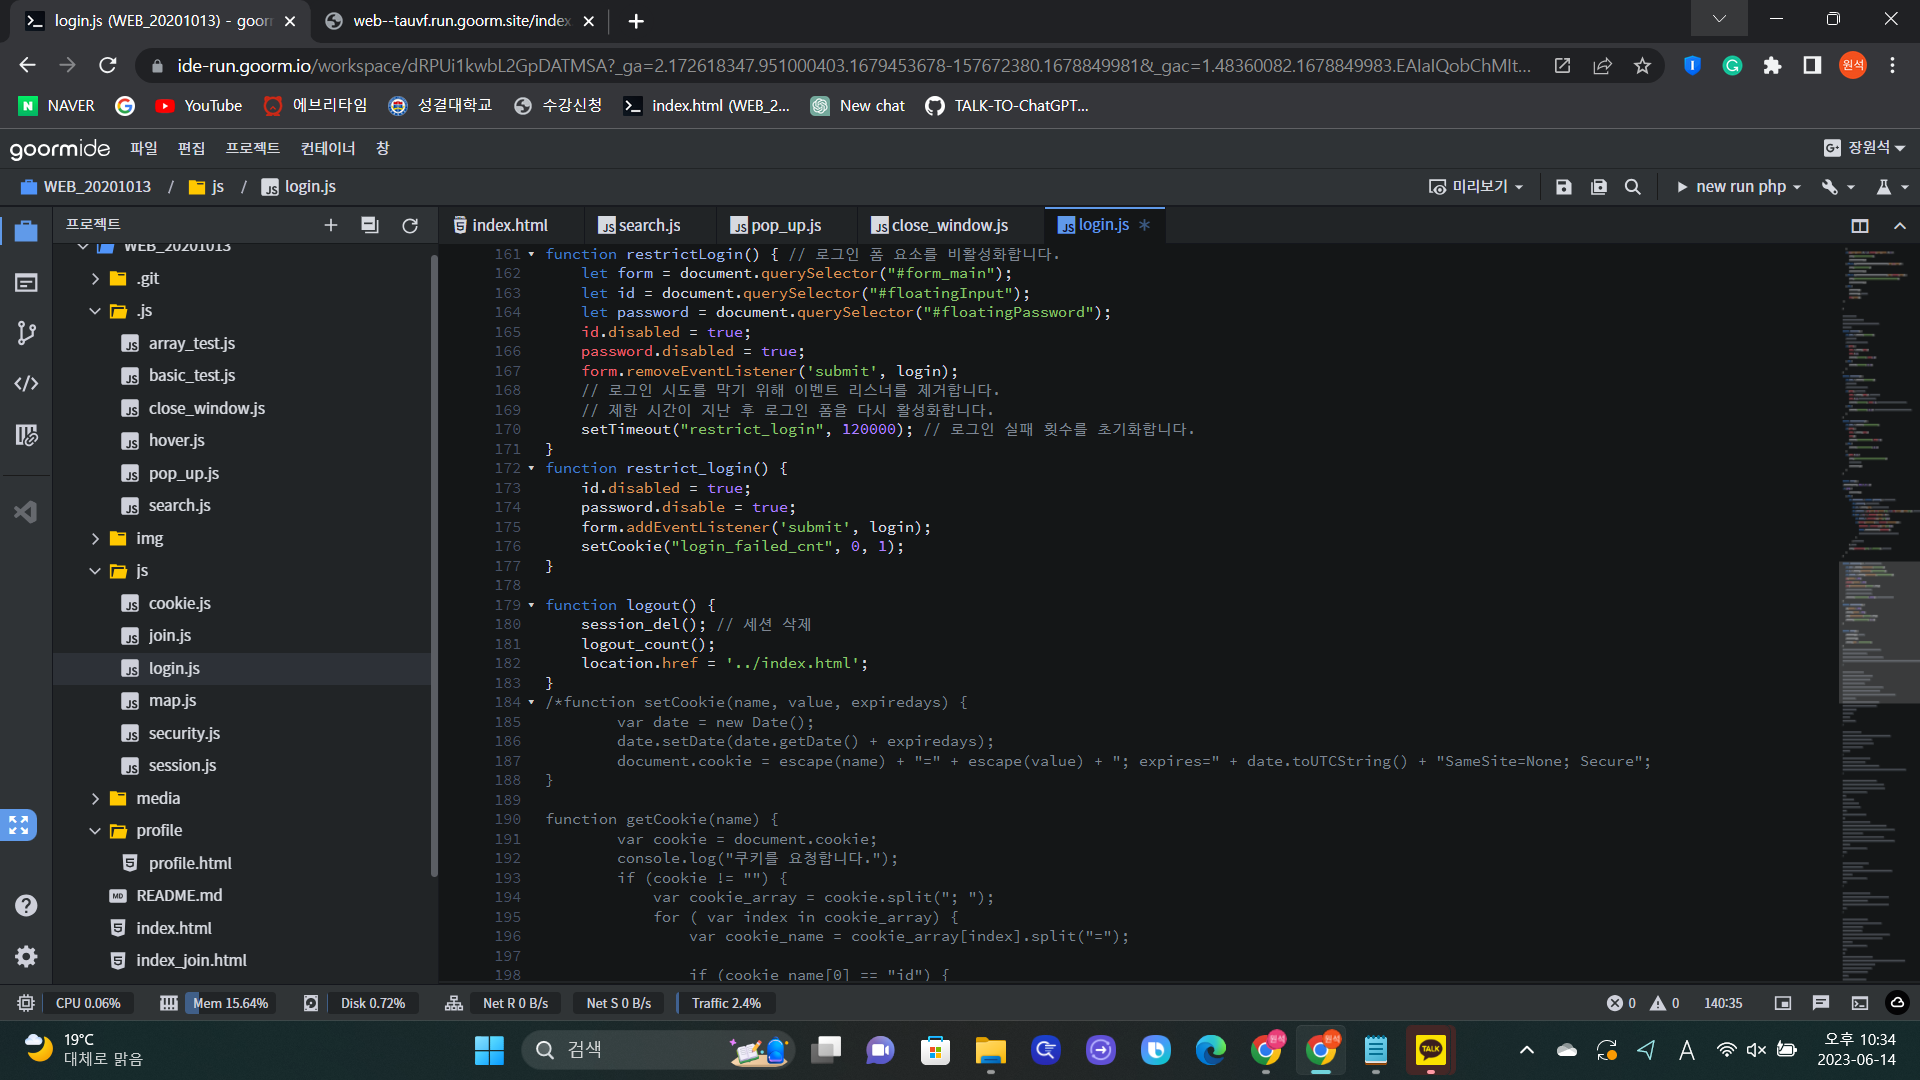 login.js (WEB_20201013) - goorm
web--tauvf.run.goorm.site/index
ide-run.goorm.io/workspace/dRPUi1kwbL2GpDATMSA?_ga=2.172618347.951000403.1679453678-157672380.1678849981&_gac=1.48360082.1678849983.EAIaIQobChMIt...
원석
NAVER
YouTube
에브리타임
성결대학교
수강신청
index.html (WEB_2...
New chat
TALK-TO-ChatGPT...
goormide 파일 편집 프로젝트 컨테이너 창 장원석
WEB_20201013 / js / login.js
미리보기
new run php
프로젝트
index.html search.js pop_up.js close_window.js login.js
WEB_20201013
.git
.js
array_test.js
basic_test.js
close_window.js
hover.js
pop_up.js
search.js
img
js
cookie.js
join.js
login.js
map.js
security.js
session.js
media
profile
profile.html
README.md
index.html
index_join.html
161 function restrictLogin() { // 로그인 폼 요소를 비활성화합니다.
162 let form = document.querySelector("#form_main");
163 let id = document.querySelector("#floatingInput");
164 let password = document.querySelector("#floatingPassword");
165 id.disabled = true;
166 password.disabled = true;
167 form.removeEventListener('submit', login);
168 // 로그인 시도를 막기 위해 이벤트 리스너를 제거합니다.
169 // 제한 시간이 지난 후 로그인 폼을 다시 활성화합니다.
170 setTimeout("restrict_login", 120000); // 로그인 실패 횟수를 초기화합니다.
171 }
172 function restrict_login() {
173 id.disabled = true;
174 password.disable = true;
175 form.addEventListener('submit', login);
176 setCookie("login_failed_cnt", 0, 1);
177 }
178
179 function logout() {
180 session_del(); // 세션 삭제
181 logout_count();
182 location.href = '../index.html';
183 }
184 /*function setCookie(name, value, expiredays) {
185 var date = new Date();
186 date.setDate(date.getDate() + expiredays);
187 document.cookie = escape(name) + "=" + escape(value) + "; expires=" + date.toUTCString() + "SameSite=None; Secure";
188 }
189
190 function getCookie(name) {
191 var cookie = document.cookie;
192 console.log("쿠키를 요청합니다.");
193 if (cookie != "") {
194 var cookie_array = cookie.split("; ");
195 for ( var index in cookie_array) {
196 var cookie_name = cookie_array[index].split("=");
197
198 if (cookie_name[0] == "id") {
CPU 0.06% Mem 15.64% Disk 0.72% Net R 0 B/s Net S 0 B/s Traffic 2.4% 0 0 140:35
19°C
대체로 맑음
검색
TALK
A
오후 10:34
2023-06-14